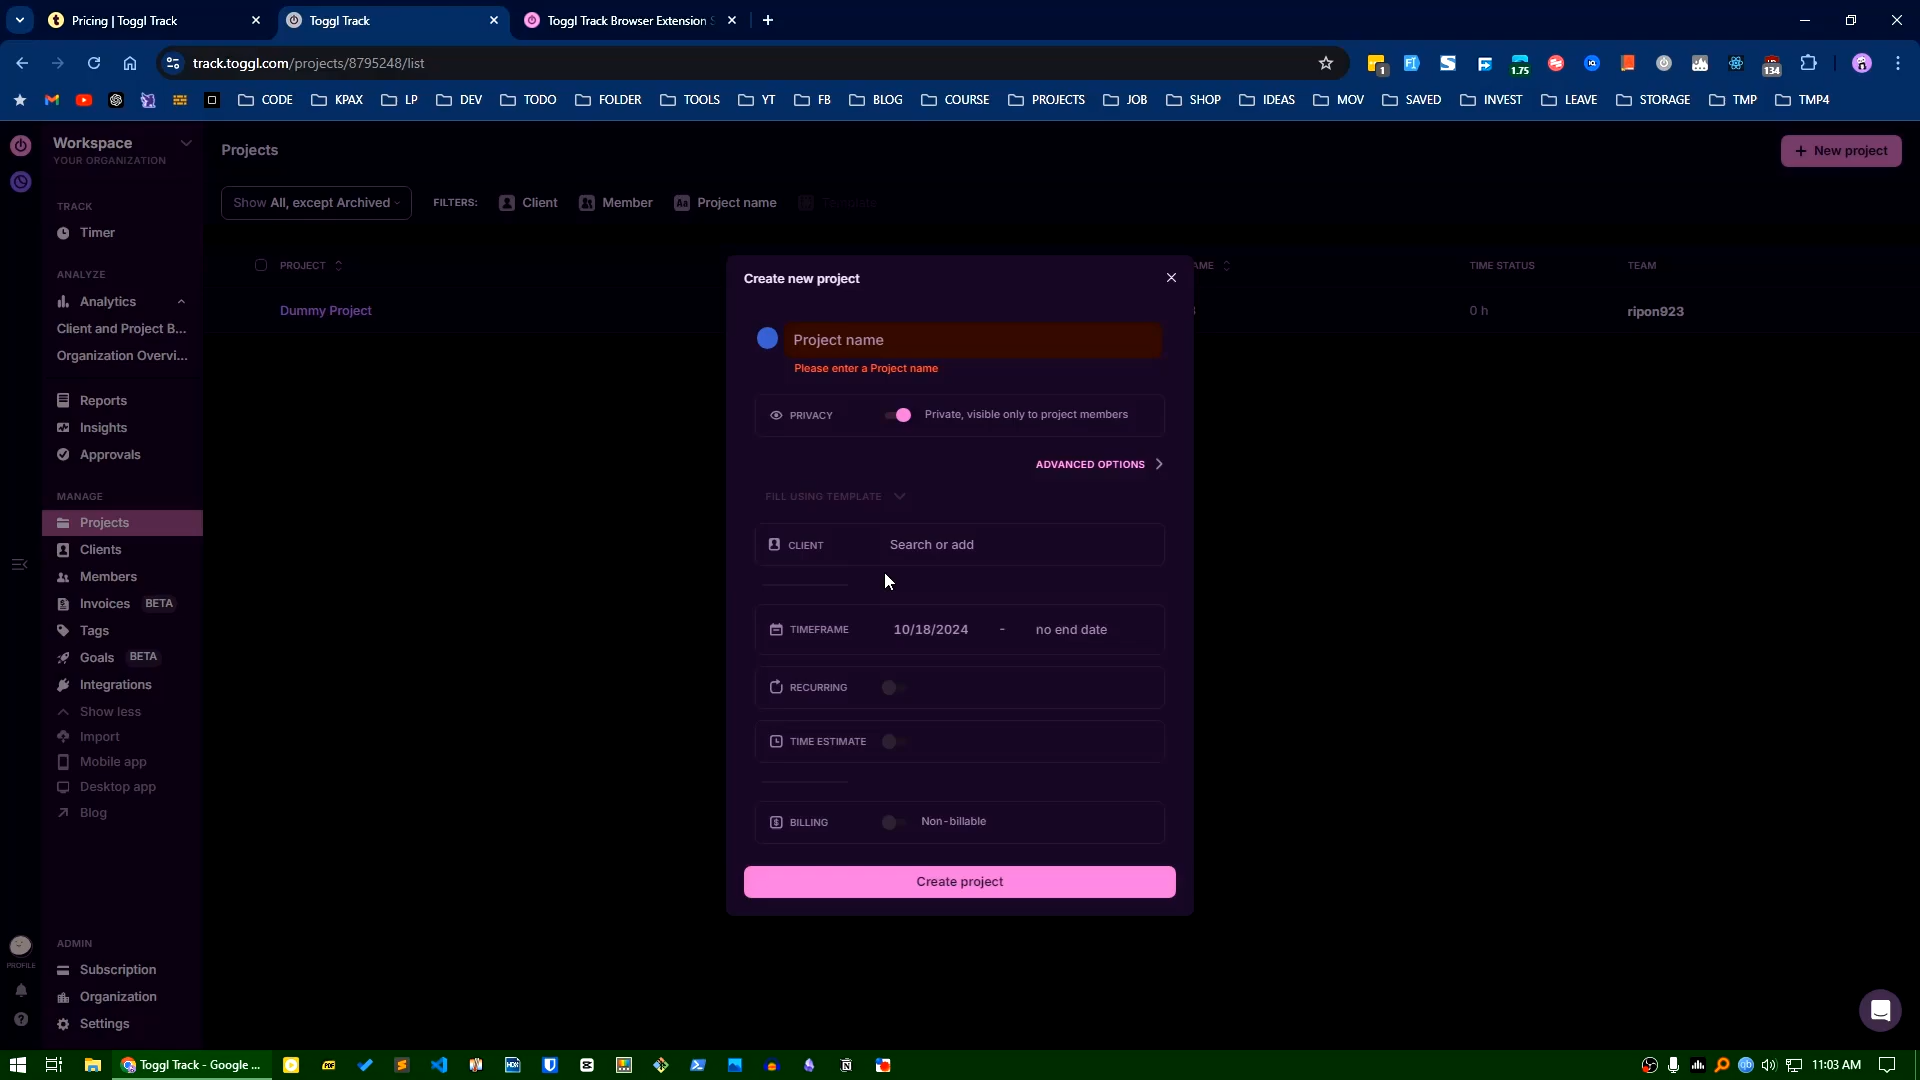 Pricing | Toggl Track
Toggl Track
Toggl Track Browser Extension
track.toggl.com/projects/8795248/list
1
1.75
134
CODE
KPAX
LP
DEV
TODO
FOLDER
TOOLS
YT
FB
BLOG
COURSE
PROJECTS
JOB
SHOP
IDEAS
MOV
SAVED
INVEST
LEAVE
STORAGE
TMP
TMP4
Workspace
YOUR ORGANIZATION
TRACK
Timer
ANALYZE
Analytics
Client and Project B...
Organization Overvi...
Reports
Insights
Approvals
MANAGE
Projects
Clients
Members
Invoices BETA
Tags
Goals BETA
Integrations
Show less
Import
Mobile app
Desktop app
Blog
PROFILE
ADMIN
Subscription
Organization
Settings
Projects
+ New project
Show All, except Archived
FILTERS:
Client
Member
Aa Project name
Template
PROJECT
TIME STATUS
TEAM
Dummy Project
0 h
ripon923
Create new project
Project name
Please enter a Project name
PRIVACY
Private, visible only to project members
ADVANCED OPTIONS
FILL USING TEMPLATE
CLIENT
Search or add
TIMEFRAME
10/18/2024 - no end date
RECURRING
TIME ESTIMATE
BILLING
Non-billable
Create project
Toggl Track - Google ...
11:03 AM